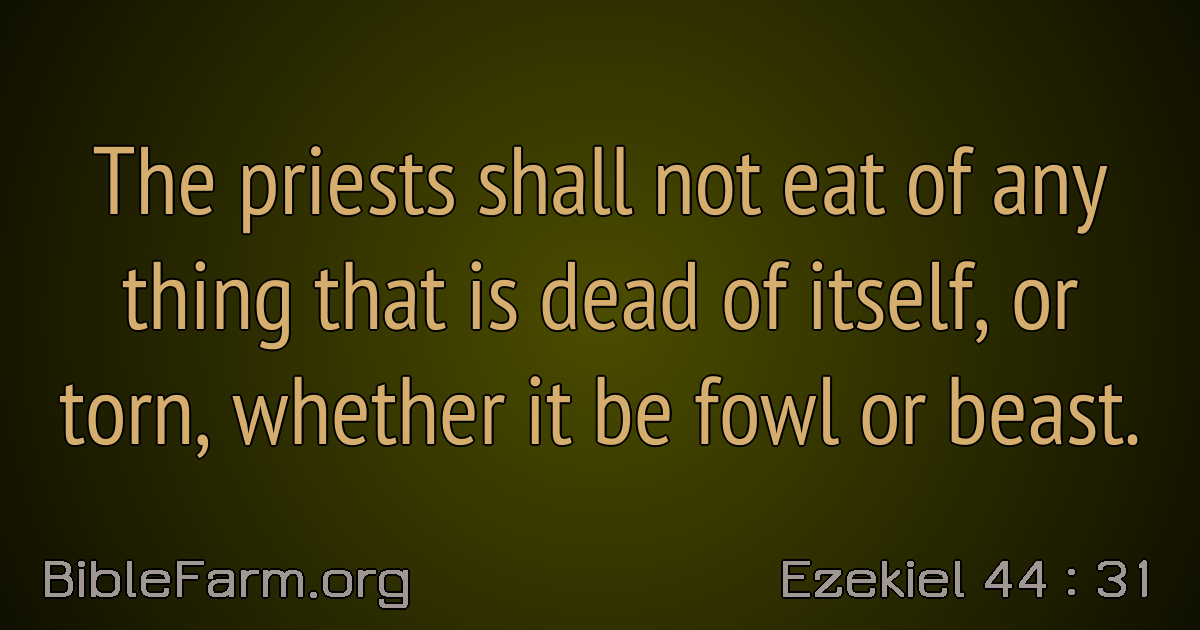 The priests shall not eat of any
thing that is dead of itself, or
torn, whether it be fowl or beast.
BibleFarm.org
Ezekiel 44 : 31